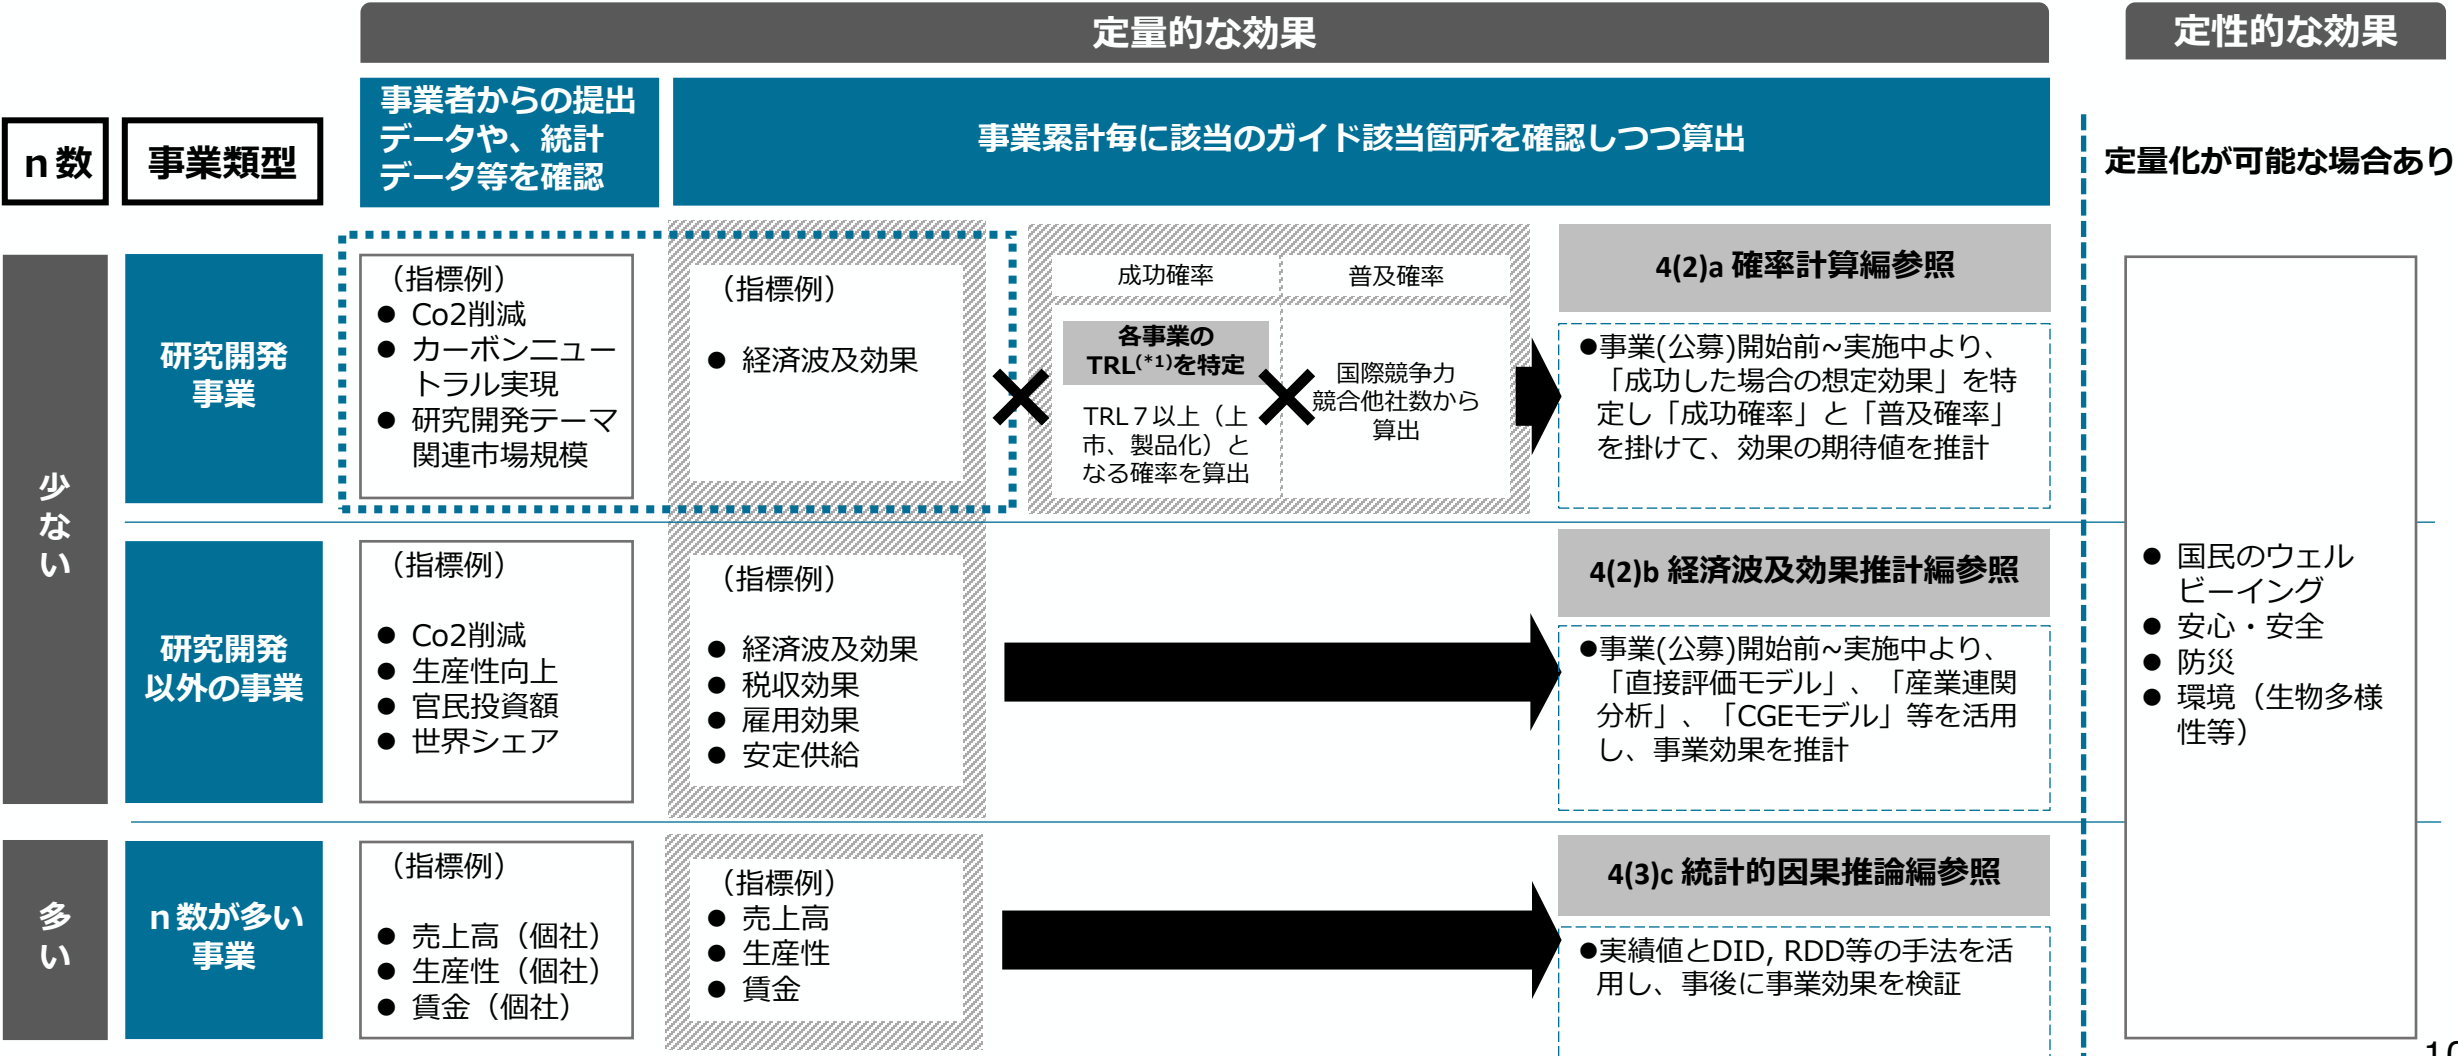 定量的な効果
定性的な効果
n数
事業類型
事業者からの提出
データや、統計
データ等を確認
事業累計毎に該当のガイド該当箇所を確認しつつ算出
定量化が可能な場合あり
少
な
い
研究開発
事業
（指標例）
● Co2削減
● カーボンニュー
トラル実現
● 研究開発テーマ
関連市場規模
（指標例）
● 経済波及効果
成功確率
普及確率
各事業の
TRL(*1)を特定
TRL７以上（上
市、製品化）と
なる確率を算出
国際競争力
競合他社数から
算出
4(2)a 確率計算編参照
●事業(公募)開始前~実施中より、
「成功した場合の想定効果」を特
定し「成功確率」と「普及確率」
を掛けて、効果の期待値を推計
研究開発
以外の事業
（指標例）
● Co2削減
● 生産性向上
● 官民投資額
● 世界シェア
（指標例）
● 経済波及効果
● 税収効果
● 雇用効果
● 安定供給
4(2)b 経済波及効果推計編参照
●事業(公募)開始前~実施中より、
「直接評価モデル」、「産業連関
分析」、「CGEモデル」等を活用
し、事業効果を推計
多
い
n数が多い
事業
（指標例）
● 売上高（個社）
● 生産性（個社）
● 賃金（個社）
（指標例）
● 売上高
● 生産性
● 賃金
4(3)c 統計的因果推論編参照
●実績値とDID, RDD等の手法を活
用し、事後に事業効果を検証
● 国民のウェル
ビーイング
● 安心・安全
● 防災
● 環境（生物多様
性等）